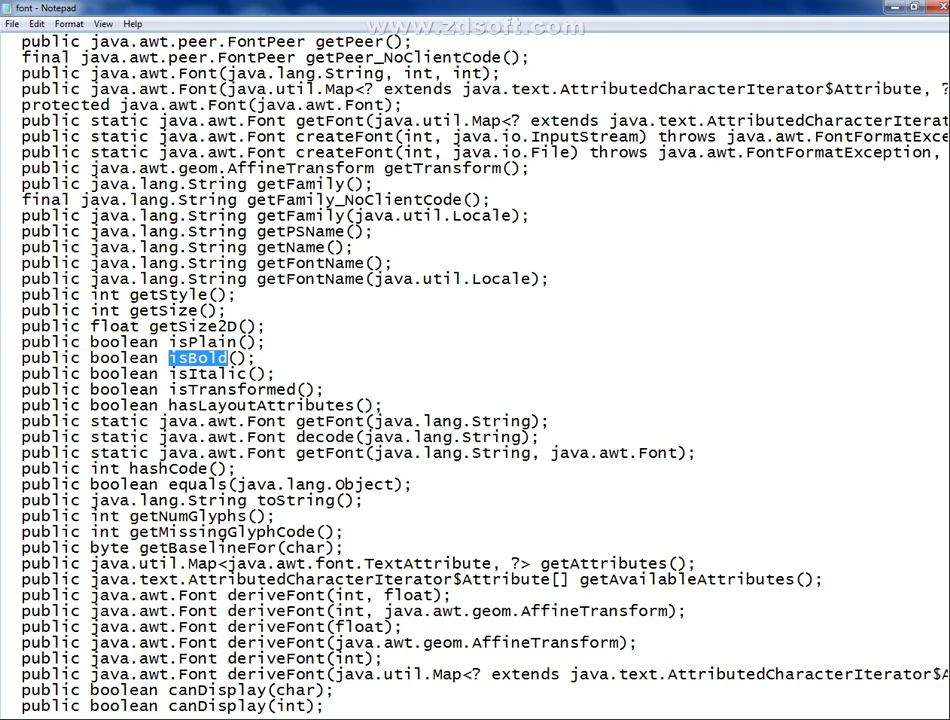 font - Notepad
www.zdsoft.com
File Edit Format View Help
public java.awt.peer.FontPeer getPeer();
final java.awt.peer.FontPeer getPeer_NoClientCode();
public java.awt.Font(java.lang.String, int, int);
public java.awt.Font(java.util.Map<? extends java.text.AttributedCharacterIterator$Attribute, ?
protected java.awt.Font(java.awt.Font);
public static java.awt.Font getFont(java.util.Map<? extends java.text.AttributedCharacterIterat
public static java.awt.Font createFont(int, java.io.InputStream) throws java.awt.FontFormatExce
public static java.awt.Font createFont(int, java.io.File) throws java.awt.FontFormatException,
public java.awt.geom.AffineTransform getTransform();
public java.lang.String getFamily();
final java.lang.String getFamily_NoClientCode();
public java.lang.String getFamily(java.util.Locale);
public java.lang.String getPSName();
public java.lang.String getName();
public java.lang.String getFontName();
public java.lang.String getFontName(java.util.Locale);
public int getStyle();
public int getSize();
public float getSize2D();
public boolean isPlain();
public boolean isBold();
public boolean isItalic();
public boolean isTransformed();
public boolean hasLayoutAttributes();
public static java.awt.Font getFont(java.lang.String);
public static java.awt.Font decode(java.lang.String);
public static java.awt.Font getFont(java.lang.String, java.awt.Font);
public int hashCode();
public boolean equals(java.lang.Object);
public java.lang.String toString();
public int getNumGlyphs();
public int getMissingGlyphCode();
public byte getBaselineFor(char);
public java.util.Map<java.awt.font.TextAttribute, ?> getAttributes();
public java.text.AttributedCharacterIterator$Attribute[] getAvailableAttributes();
public java.awt.Font deriveFont(int, float);
public java.awt.Font deriveFont(int, java.awt.geom.AffineTransform);
public java.awt.Font deriveFont(float);
public java.awt.Font deriveFont(java.awt.geom.AffineTransform);
public java.awt.Font deriveFont(int);
public java.awt.Font deriveFont(java.util.Map<? extends java.text.AttributedCharacterIterator$A
public boolean canDisplay(char);
public boolean canDisplay(int);